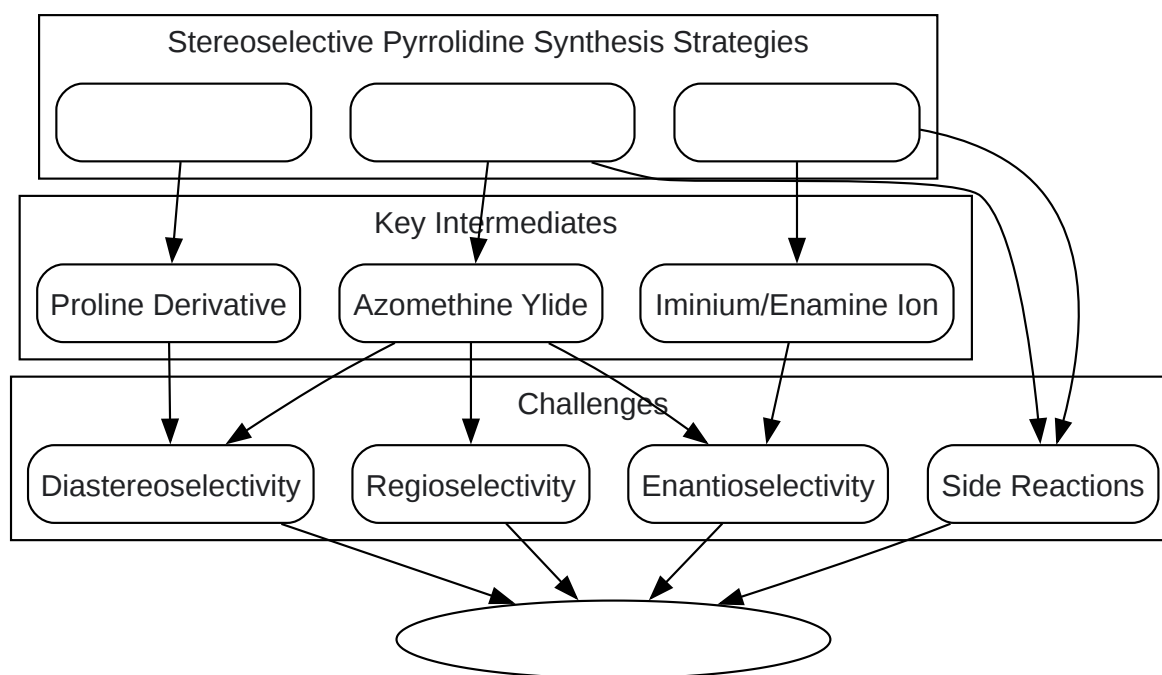 Stereoselective Pyrrolidine Synthesis Strategies
Key Intermediates
Proline Derivative
Azomethine Ylide
Iminium/Enamine Ion
Challenges
Diastereoselectivity
Regioselectivity
Enantioselectivity
Side Reactions